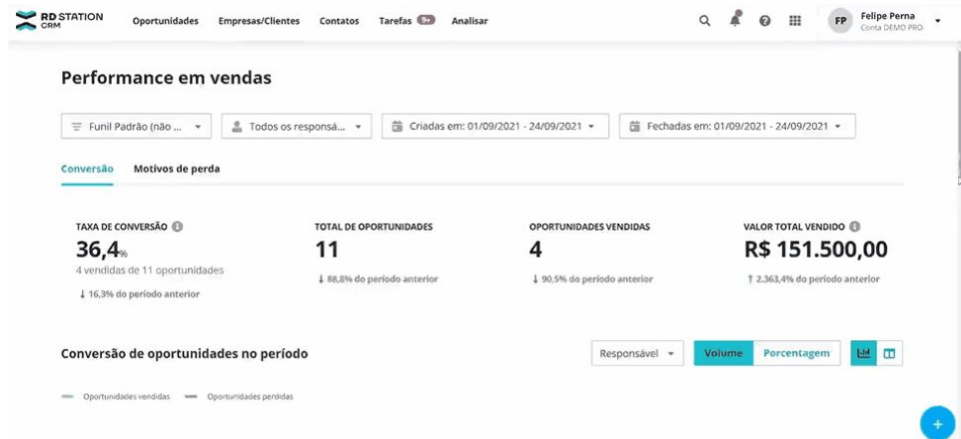 RD STATION
CRM
Oportunidades Empresas/Clientes Contatos Tarefas 9+ Analisar
FP Felipe Perna
Conta DEMO PRO
Performance em vendas
Funil Padrão (não ... Todos os responsá... Criadas em: 01/09/2021 - 24/09/2021 Fechadas em: 01/09/2021 - 24/09/2021
Conversão Motivos de perda
TAXA DE CONVERSÃO TOTAL DE OPORTUNIDADES OPORTUNIDADES VENDIDAS VALOR TOTAL VENDIDO
36,4% 11 4 R$ 151.500,00
4 vendidas de 11 oportunidades
↓ 88,8% do período anterior ↓ 90,5% do período anterior ↑ 2.363,4% do período anterior
↓ 16,3% do período anterior
Conversão de oportunidades no período Responsável Volume Porcentagem
Oportunidades vendidas Oportunidades perdidas